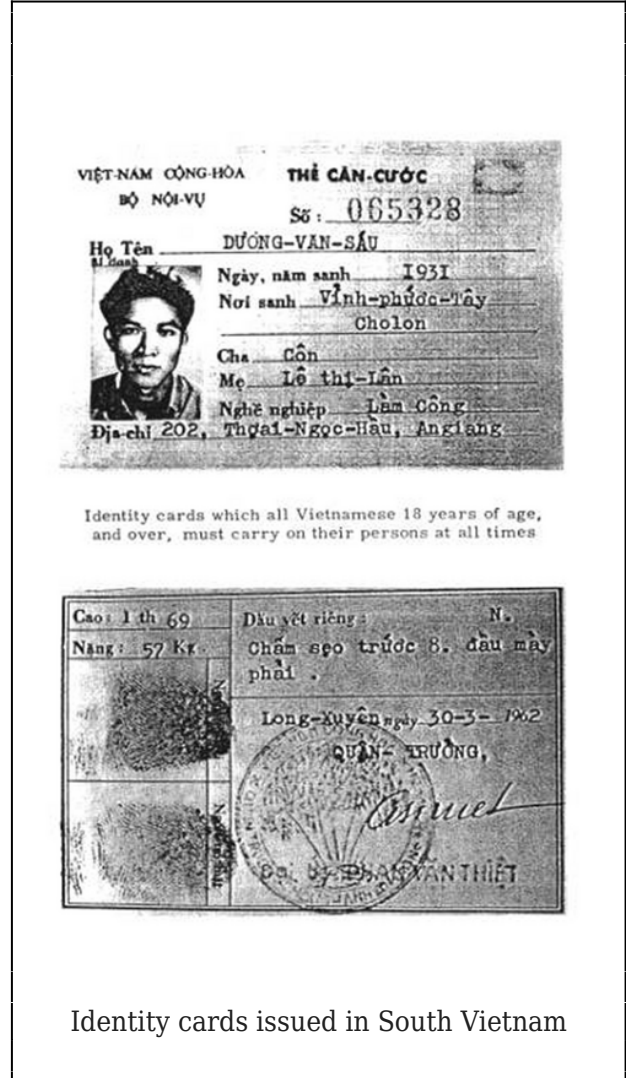 VIỆT-NAM CỘNG-HÒA
BỘ NỘI-VỤ
THẺ CĂN-CƯỚC
Số: 065328
Họ Tên DƯƠNG-VĂN-SÁU
Bí danh
Ngày, năm sanh 1931
Nơi sanh Vĩnh-phước-Tây
Cholon
Cha Côn
Mẹ Lê thị-Lân
Nghề nghiệp Làm Công
Địa-chỉ 202, Thoại-Ngọc-Hầu, Angiang
Identity cards which all Vietnamese 18 years of age,
and over, must carry on their persons at all times
Cao: 1 th 69
Nặng: 57 Kg.
Dấu vết riêng: N.
Chấm sẹo trước 8. đầu mày
phải .
Long-Xuyên ngày 30-3- 1962
QUẬN-TRƯỞNG,
PHAN VĂN THIỆT
Identity cards issued in South Vietnam